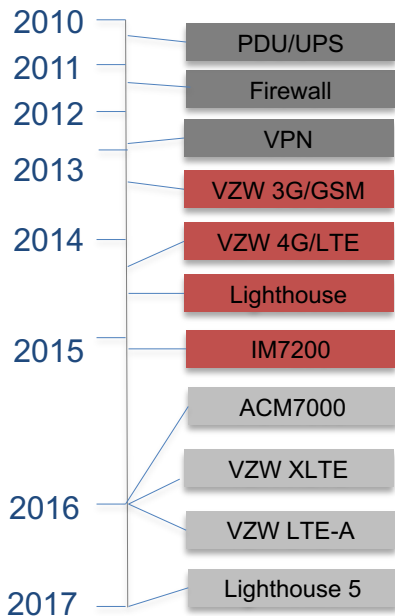 2010
PDU/UPS
2011
Firewall
2012
VPN
2013
VZW 3G/GSM
2014
VZW 4G/LTE
Lighthouse
2015
IM7200
ACM7000
VZW XLTE
2016
VZW LTE-A
Lighthouse 5
2017